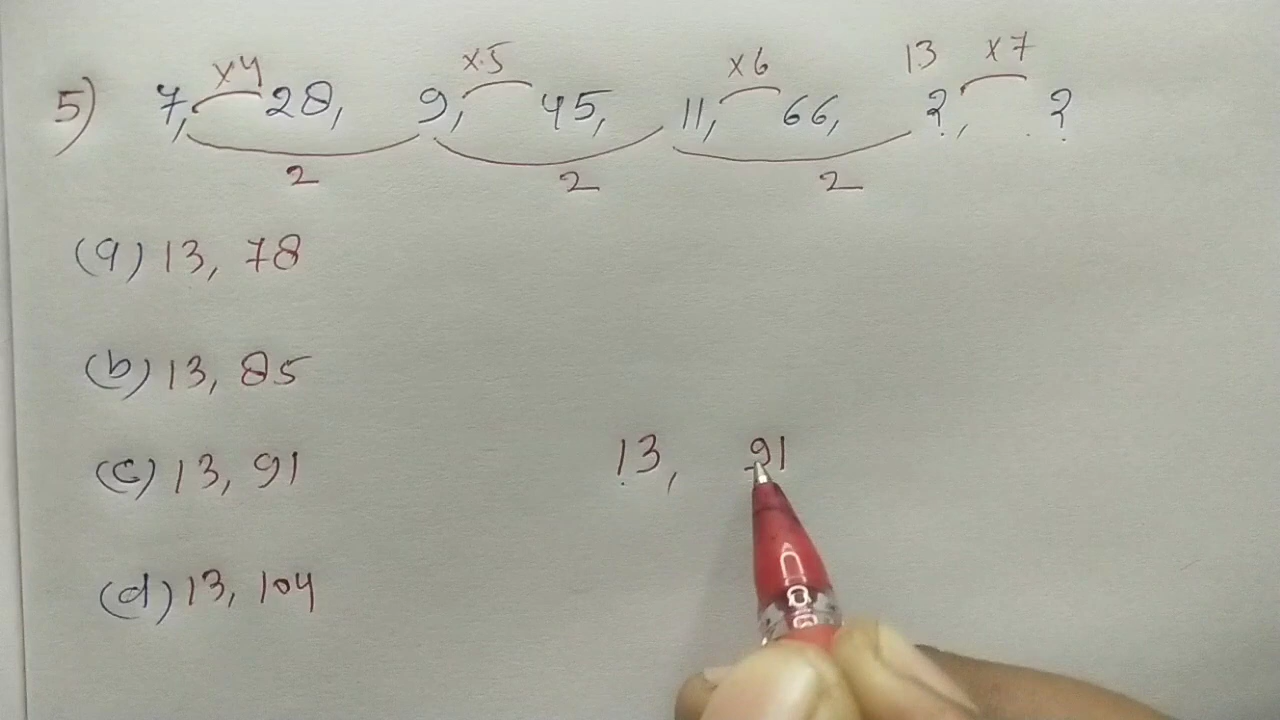 x4 x5 x6 13 x7
5) 7, 28, 9, 45, 11, 66, ?, ?
2 2 2
(a) 13, 78
(b) 13, 85
(c) 13, 91
13, 91
(d) 13, 104